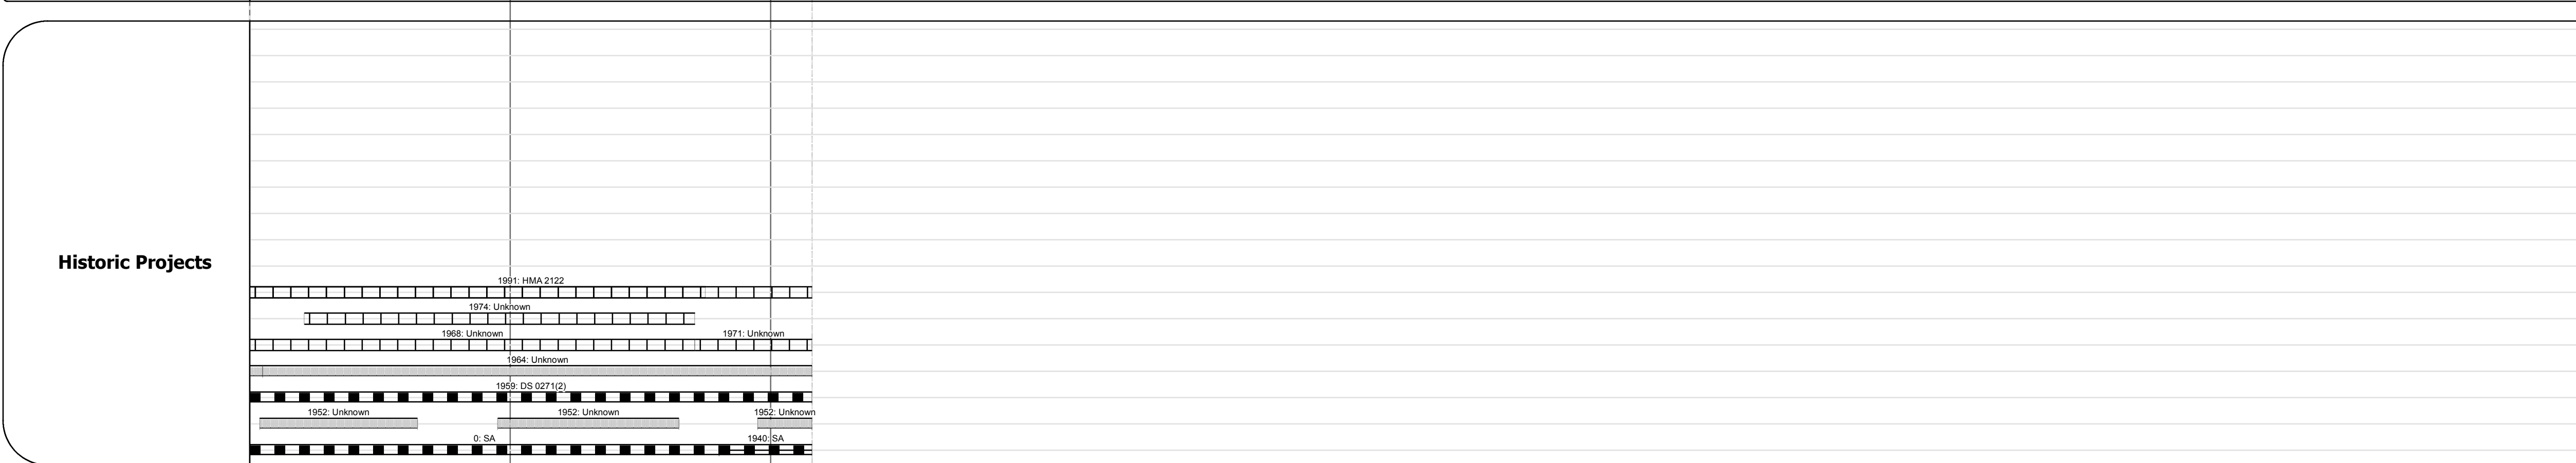 Historic Projects
1991: HMA 2122
1974: Unknown
1968: Unknown
1971: Unknown
1964: Unknown
1959: DS 0271(2)
1952: Unknown
1952: Unknown
1952: Unknown
0: SA
1940: SA